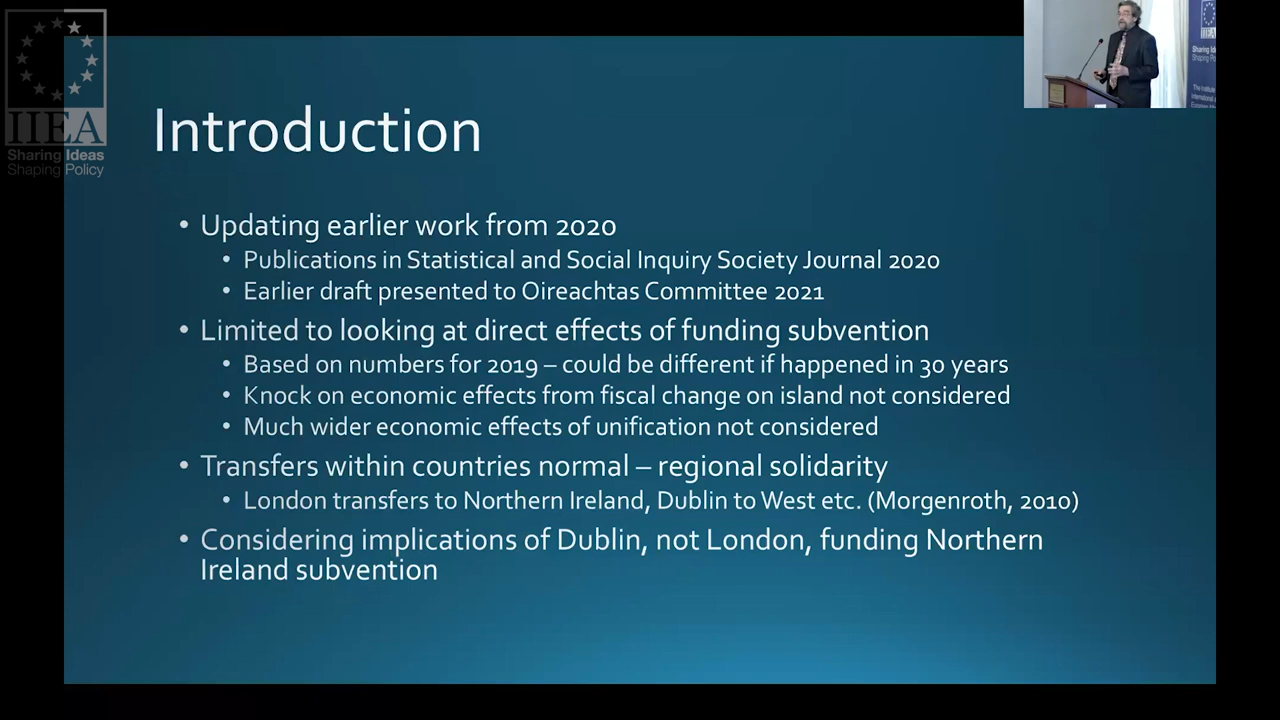 IIEA
Sharing Ideas
Shaping Policy
Introduction
• Updating earlier work from 2020
• Publications in Statistical and Social Inquiry Society Journal 2020
• Earlier draft presented to Oireachtas Committee 2021
• Limited to looking at direct effects of funding subvention
• Based on numbers for 2019 – could be different if happened in 30 years
• Knock on economic effects from fiscal change on island not considered
• Much wider economic effects of unification not considered
• Transfers within countries normal – regional solidarity
• London transfers to Northern Ireland, Dublin to West etc. (Morgenroth, 2010)
• Considering implications of Dublin, not London, funding Northern
Ireland subvention